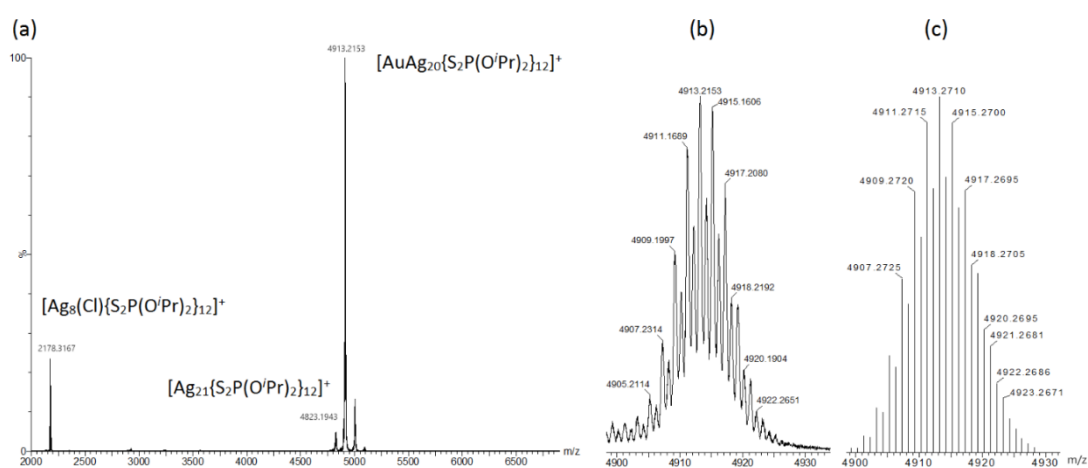 (a)
100
4913.2153
[AuAg₂₀{S₂P(OⁱPr)₂}₁₂]⁺
%
[Ag₈(Cl){S₂P(OⁱPr)₂}₁₂]⁺
2178.3167
[Ag₂₁{S₂P(OⁱPr)₂}₁₂]⁺
4823.1943
0
2000 2500 3000 3500 4000 4500 5000 5500 6000 6500 m/z
(b)
4913.2153
4915.1606
4911.1689
4917.2080
4909.1997
4918.2192
4907.2314
4920.1904
4905.2114
4922.2651
4900 4910 4920 4930
(c)
4913.2710
4911.2715 4915.2700
4909.2720
4917.2695
4907.2725
4918.2705
4920.2695
4921.2681
4922.2686
4923.2671
4900 4910 4920 4930 m/z